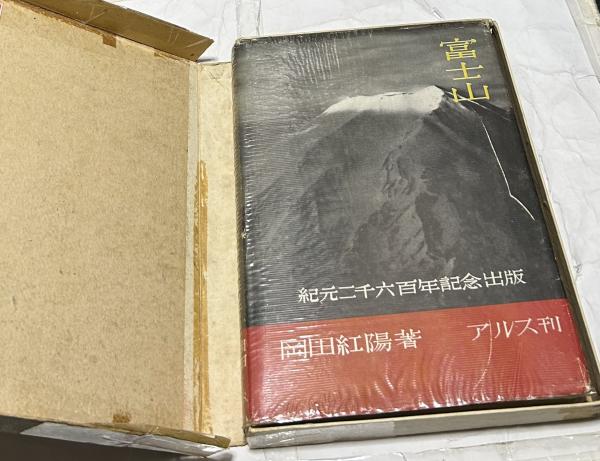 富士山
紀元二千六百年記念出版
岡田紅陽著
アルス刊